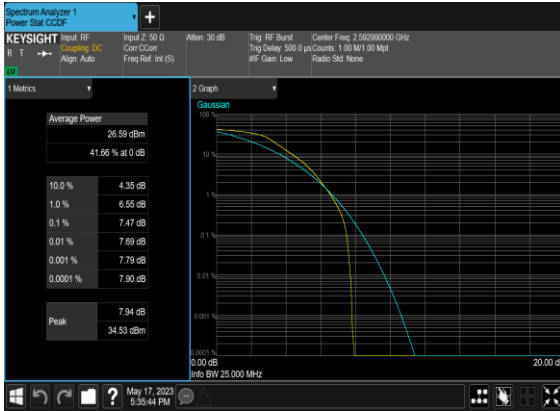 Spectrum Analyzer 1
Power Stat CCDF
+
KEYSIGHT
R T
Input: RF
Coupling: DC
Align: Auto
Input Z: 50 Ω
Corr CCorr
Freq Ref: Int (S)
Atten: 30 dB
Trig: RF Burst
Trig Delay: 500.0 µs
#IF Gain: Low
Center Freq: 2.592990000 GHz
Counts: 1.00 M/1.00 Mpt
Radio Std: None
1 Metrics
Average Power
26.59 dBm
41.66 % at 0 dB
10.0 % 4.35 dB
1.0 % 6.55 dB
0.1 % 7.47 dB
0.01 % 7.69 dB
0.001 % 7.79 dB
0.0001 % 7.90 dB
Peak
7.94 dB
34.53 dBm
2 Graph
Gaussian
100 %
10 %
1 %
0.1 %
0.01 %
0.001 %
0.0001 %
0.00 dB
20.00 d
Info BW 25.000 MHz
?
May 17, 2023
5:35:44 PM